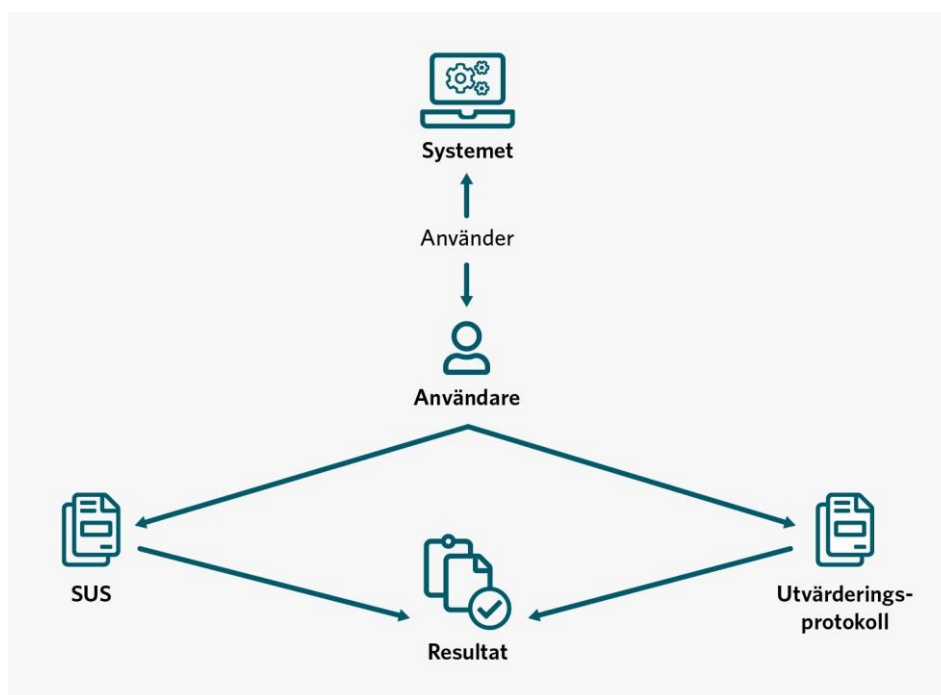 Systemet
Använder
Användare
SUS
Resultat
Utvärderings-
protokoll